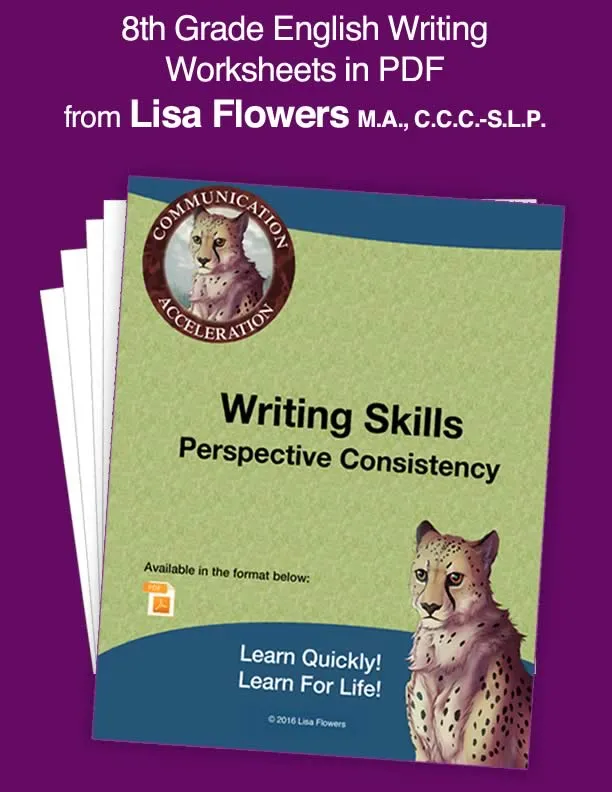 8th Grade English Writing
Worksheets in PDF
from Lisa Flowers M.A., C.C.C.-S.L.P.
COMMUNICATION
ACCELERATION
Writing Skills
Perspective Consistency
Available in the format below:
PDF
Learn Quickly!
Learn For Life!
© 2016 Lisa Flowers